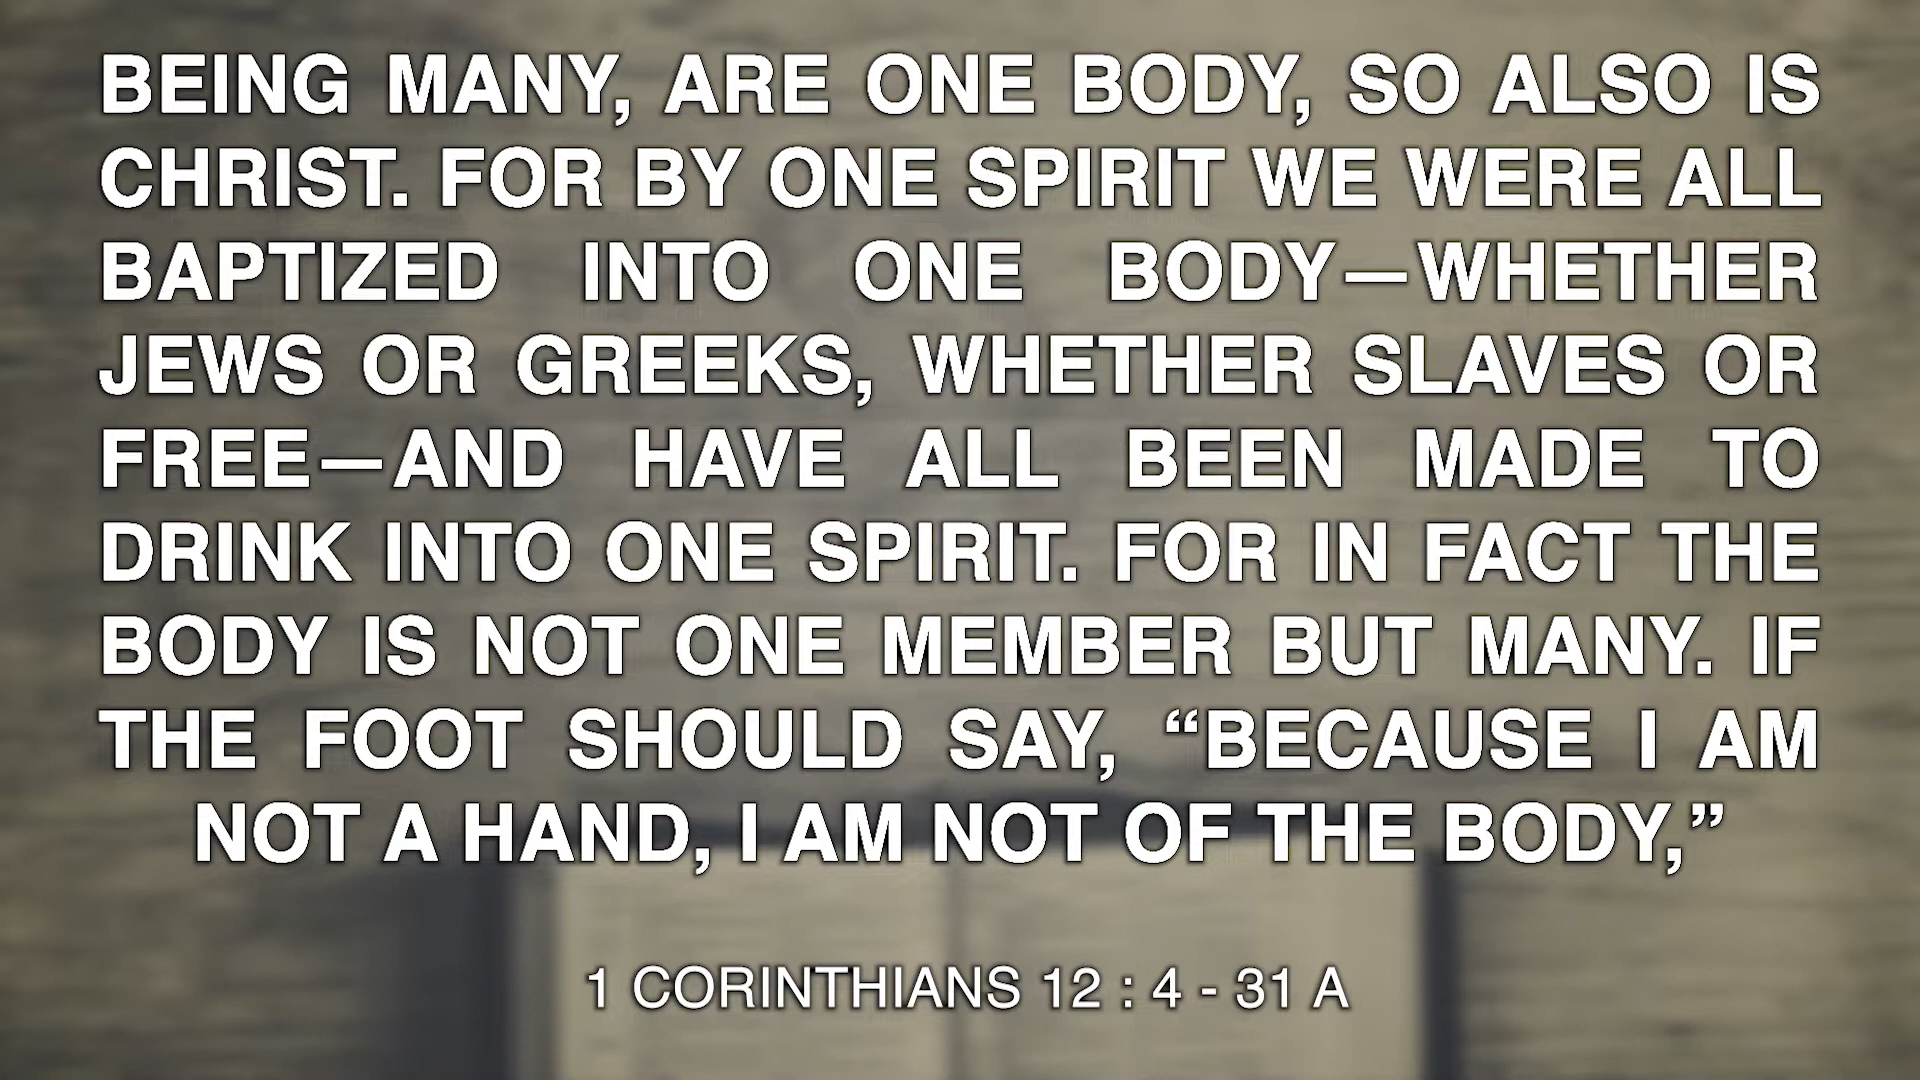 BEING MANY, ARE ONE BODY, SO ALSO IS
CHRIST. FOR BY ONE SPIRIT WE WERE ALL
BAPTIZED INTO ONE BODY—WHETHER
JEWS OR GREEKS, WHETHER SLAVES OR
FREE—AND HAVE ALL BEEN MADE TO
DRINK INTO ONE SPIRIT. FOR IN FACT THE
BODY IS NOT ONE MEMBER BUT MANY. IF
THE FOOT SHOULD SAY, “BECAUSE I AM
NOT A HAND, I AM NOT OF THE BODY,”
1 CORINTHIANS 12 : 4 - 31 A